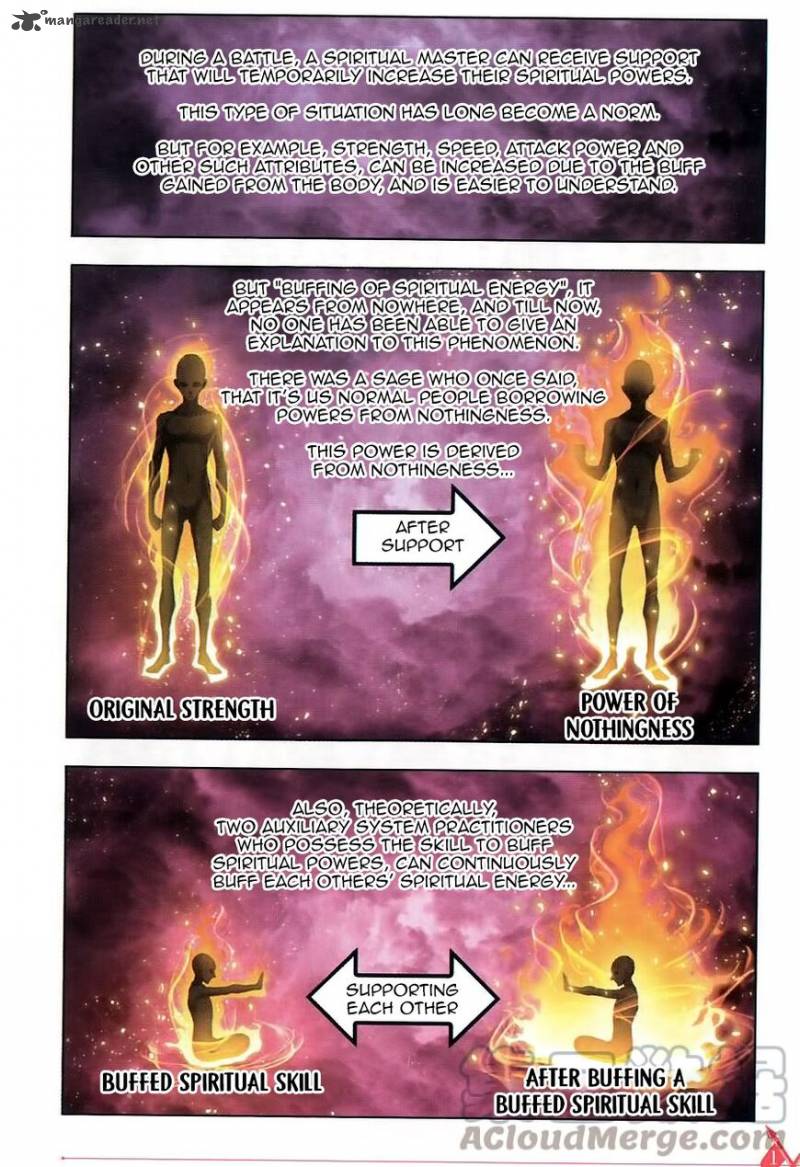 mangareader.net
DURING A BATTLE, A SPIRITUAL MASTER CAN RECEIVE SUPPORT
THAT WILL TEMPORARILY INCREASE THEIR SPIRITUAL POWERS.
THIS TYPE OF SITUATION HAS LONG BECOME A NORM.
BUT FOR EXAMPLE, STRENGTH, SPEED, ATTACK POWER AND
OTHER SUCH ATTRIBUTES, CAN BE INCREASED DUE TO THE BUFF
GAINED FROM THE BODY, AND IS EASIER TO UNDERSTAND.
BUT "BUFFING OF SPIRITUAL ENERGY", IT
APPEARS FROM NOWHERE, AND TILL NOW,
NO ONE HAS BEEN ABLE TO GIVE AN
EXPLANATION TO THIS PHENOMENON.
THERE WAS A SAGE WHO ONCE SAID,
THAT IT'S US NORMAL PEOPLE BORROWING
POWERS FROM NOTHINGNESS.
THIS POWER IS DERIVED
FROM NOTHINGNESS...
AFTER
SUPPORT
ORIGINAL STRENGTH
POWER OF
NOTHINGNESS
ALSO, THEORETICALLY,
TWO AUXILIARY SYSTEM PRACTITIONERS
WHO POSSESS THE SKILL TO BUFF
SPIRITUAL POWERS, CAN CONTINUOUSLY
BUFF EACH OTHERS' SPIRITUAL ENERGY...
SUPPORTING
EACH OTHER
BUFFED SPIRITUAL SKILL
AFTER BUFFING A
BUFFED SPIRITUAL SKILL
ACloudMerge.com
1